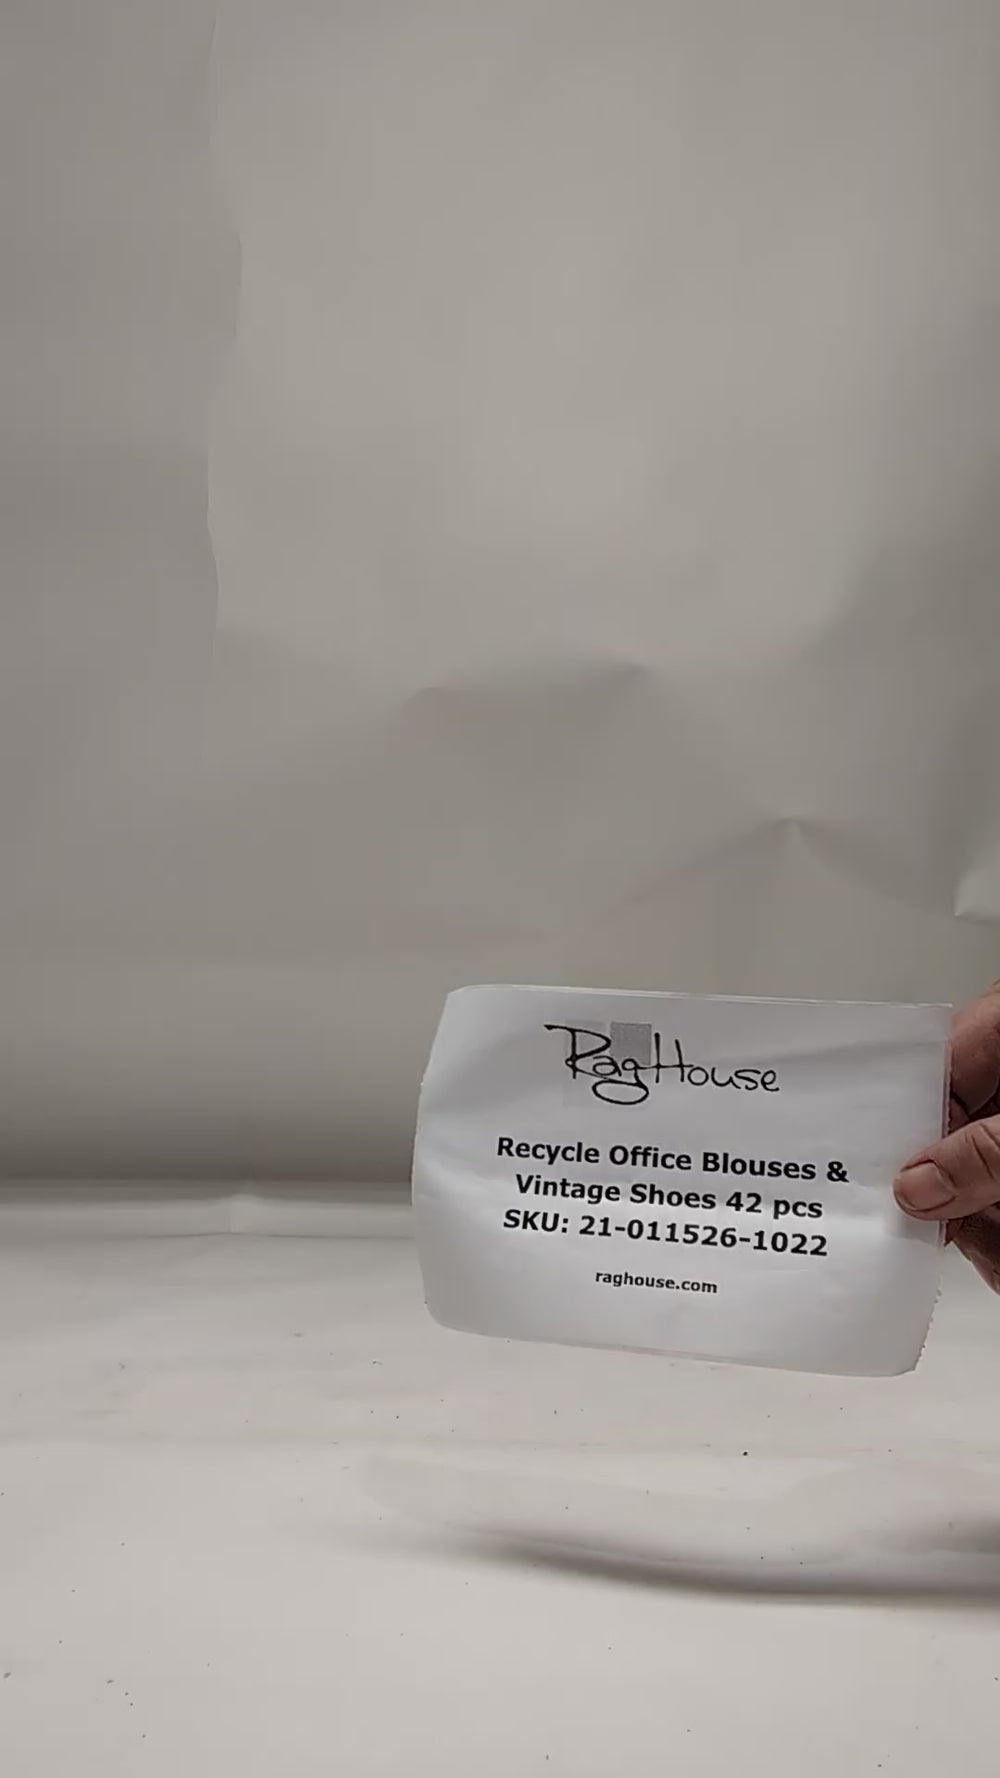 RagHouse
Recycle Office Blouses &
Vintage Shoes 42 pcs
SKU: 21-011526-1022
raghouse.com